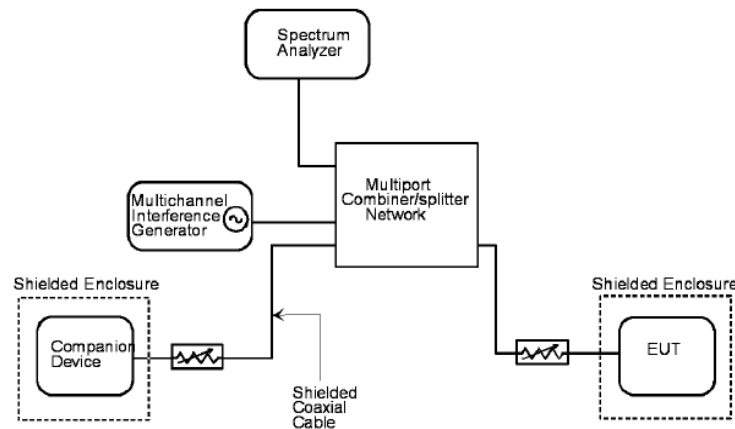 Spectrum
Analyzer
Multiport
Combiner/splitter
Network
Multichannel
Interference
Generator
Shielded Enclosure
Companion
Device
Shielded
Coaxial
Cable
Shielded Enclosure
EUT